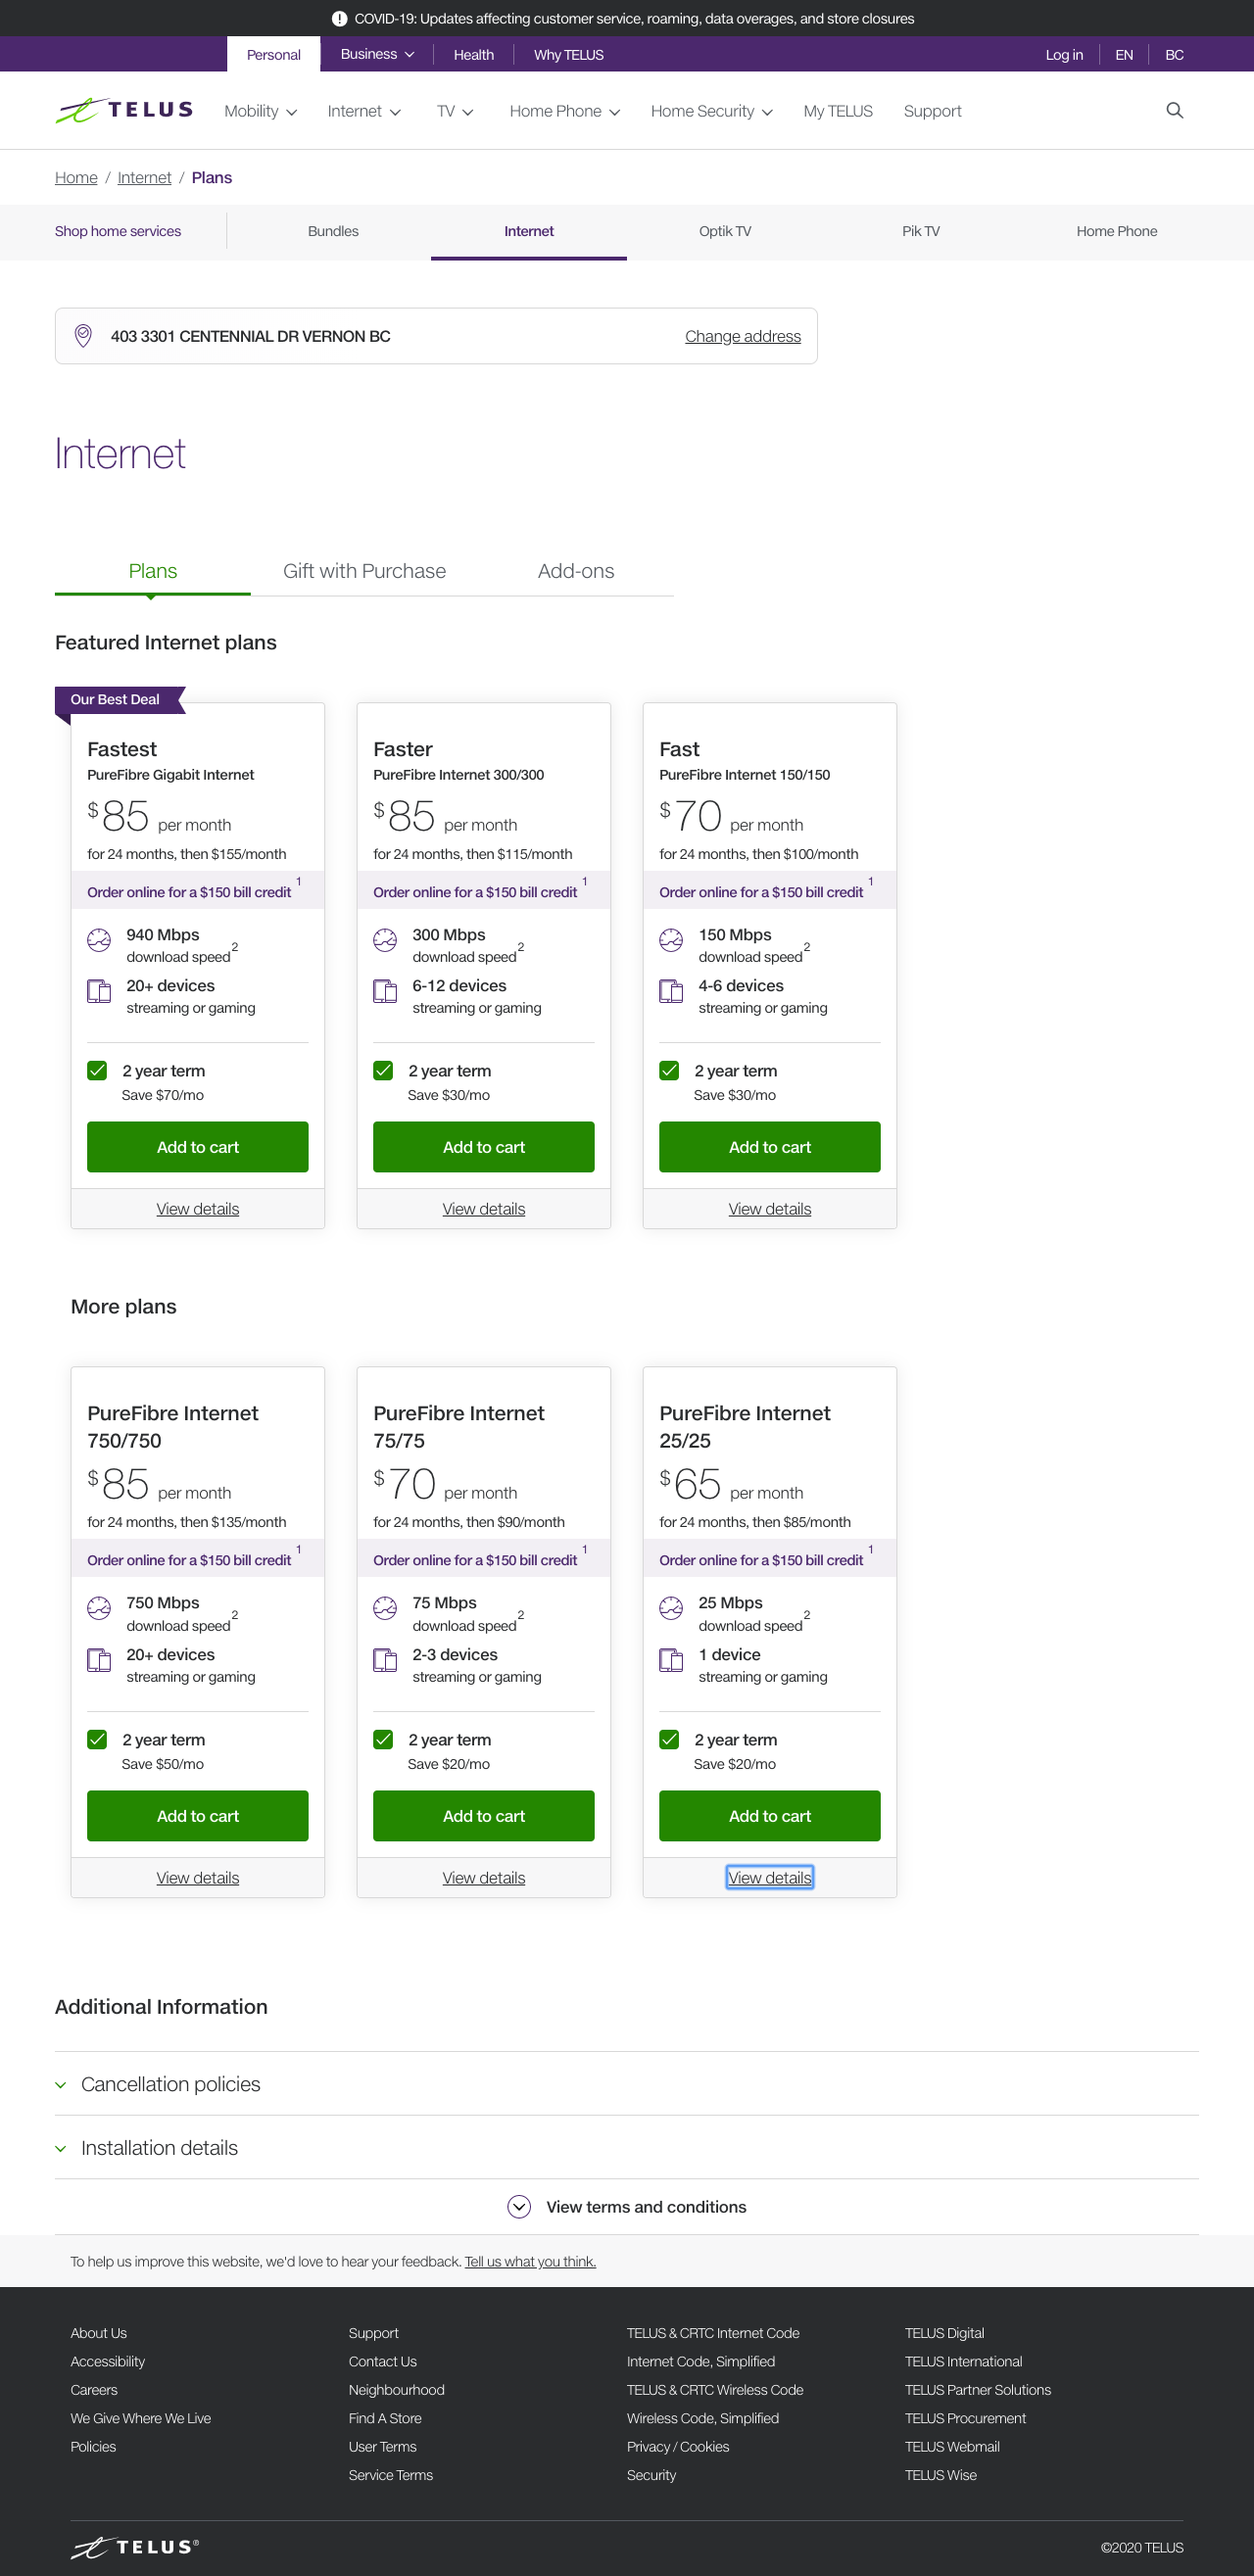 COVID-19: Updates affecting customer service, roaming, data overages, and store closures
Personal Business Health Why TELUS Log in EN BC
TELUS Mobility Internet TV Home Phone Home Security My TELUS Support
Home / Internet / Plans
Shop home services Bundles Internet Optik TV Pik TV Home Phone
403 3301 CENTENNIAL DR VERNON BC Change address
Internet
Plans Gift with Purchase Add-ons
Featured Internet plans
Our Best Deal
Fastest
PureFibre Gigabit Internet
$85 per month
for 24 months, then $155/month
Order online for a $150 bill credit 1
940 Mbps
download speed2
20+ devices
streaming or gaming
2 year term
Save $70/mo
Add to cart
View details
Faster
PureFibre Internet 300/300
$85 per month
for 24 months, then $115/month
Order online for a $150 bill credit 1
300 Mbps
download speed2
6-12 devices
streaming or gaming
2 year term
Save $30/mo
Add to cart
View details
Fast
PureFibre Internet 150/150
$70 per month
for 24 months, then $100/month
Order online for a $150 bill credit 1
150 Mbps
download speed2
4-6 devices
streaming or gaming
2 year term
Save $30/mo
Add to cart
View details
More plans
PureFibre Internet
750/750
$85 per month
for 24 months, then $135/month
Order online for a $150 bill credit 1
750 Mbps
download speed2
20+ devices
streaming or gaming
2 year term
Save $50/mo
Add to cart
View details
PureFibre Internet
75/75
$70 per month
for 24 months, then $90/month
Order online for a $150 bill credit 1
75 Mbps
download speed2
2-3 devices
streaming or gaming
2 year term
Save $20/mo
Add to cart
View details
PureFibre Internet
25/25
$65 per month
for 24 months, then $85/month
Order online for a $150 bill credit 1
25 Mbps
download speed2
1 device
streaming or gaming
2 year term
Save $20/mo
Add to cart
View details
Additional Information
Cancellation policies
Installation details
View terms and conditions
To help us improve this website, we'd love to hear your feedback. Tell us what you think.
About Us
Accessibility
Careers
We Give Where We Live
Policies
Support
Contact Us
Neighbourhood
Find A Store
User Terms
Service Terms
TELUS & CRTC Internet Code
Internet Code, Simplified
TELUS & CRTC Wireless Code
Wireless Code, Simplified
Privacy / Cookies
Security
TELUS Digital
TELUS International
TELUS Partner Solutions
TELUS Procurement
TELUS Webmail
TELUS Wise
TELUS® ©2020 TELUS